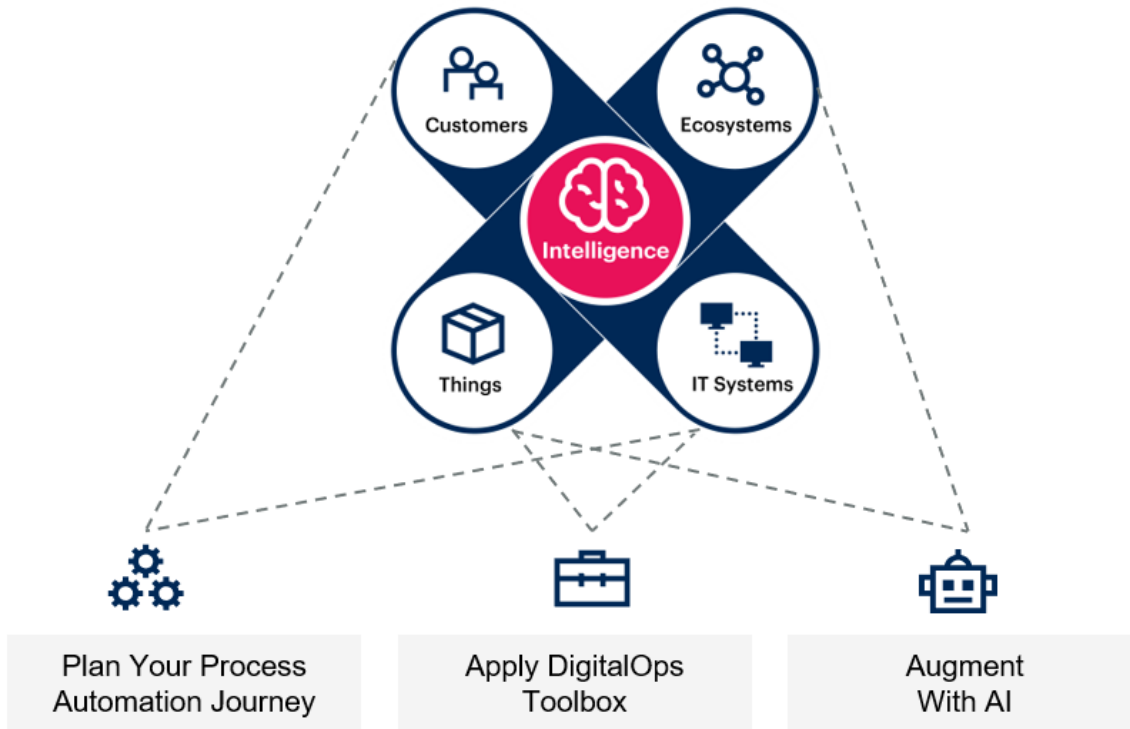 Customers
Ecosystems
Intelligence
Things
IT Systems
Plan Your Process
Automation Journey
Apply DigitalOps
Toolbox
Augment
With AI